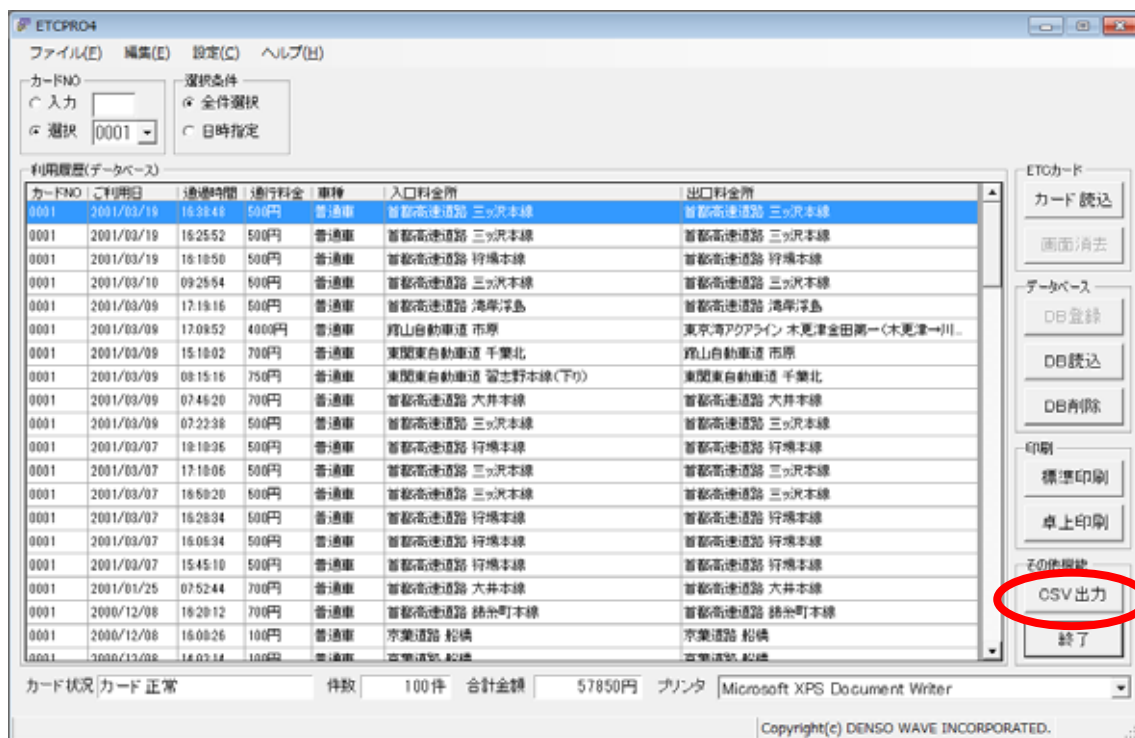 ETCPRO4
ファイル(F) 編集(E) 設定(C) ヘルプ(H)
カードNO 選択条件
入力 全件選択
選択 0001 日時指定
利用履歴(データベース) ETCカード
カード 読込
画面消去
データベース
DB登録
DB読込
DB削除
印刷
標準印刷
卓上印刷
その他機能
CSV出力
終了
カードNO ご利用日 通過時間 通行料金 車種 入口料金所 出口料金所
0001 2001/03/19 16:38:48 500円 普通車 首都高速道路 三ッ沢本線 首都高速道路 三ッ沢本線
0001 2001/03/19 16:25:52 500円 普通車 首都高速道路 三ッ沢本線 首都高速道路 三ッ沢本線
0001 2001/03/19 16:10:50 500円 普通車 首都高速道路 狩場本線 首都高速道路 狩場本線
0001 2001/03/10 09:25:54 500円 普通車 首都高速道路 三ッ沢本線 首都高速道路 三ッ沢本線
0001 2001/03/09 17:19:16 500円 普通車 首都高速道路 湾岸浮島 首都高速道路 湾岸浮島
0001 2001/03/09 17:09:52 4000円 普通車 館山自動車道 市原 東京湾アクアライン 木更津金田第一(木更津→川...
0001 2001/03/09 15:10:02 700円 普通車 東関東自動車道 千葉北 館山自動車道 市原
0001 2001/03/09 08:15:16 750円 普通車 東関東自動車道 習志野本線(下り) 東関東自動車道 千葉北
0001 2001/03/09 07:46:20 700円 普通車 首都高速道路 大井本線 首都高速道路 大井本線
0001 2001/03/09 07:22:38 500円 普通車 首都高速道路 三ッ沢本線 首都高速道路 三ッ沢本線
0001 2001/03/07 18:10:36 500円 普通車 首都高速道路 狩場本線 首都高速道路 狩場本線
0001 2001/03/07 17:10:06 500円 普通車 首都高速道路 三ッ沢本線 首都高速道路 三ッ沢本線
0001 2001/03/07 16:50:20 500円 普通車 首都高速道路 三ッ沢本線 首都高速道路 三ッ沢本線
0001 2001/03/07 16:28:34 500円 普通車 首都高速道路 狩場本線 首都高速道路 狩場本線
0001 2001/03/07 16:06:34 500円 普通車 首都高速道路 狩場本線 首都高速道路 狩場本線
0001 2001/03/07 15:45:10 500円 普通車 首都高速道路 狩場本線 首都高速道路 狩場本線
0001 2001/01/25 07:52:44 700円 普通車 首都高速道路 大井本線 首都高速道路 大井本線
0001 2000/12/08 16:20:12 700円 普通車 首都高速道路 錦糸町本線 首都高速道路 錦糸町本線
0001 2000/12/08 16:00:26 100円 普通車 京葉道路 船橋 京葉道路 船橋
0001 2000/12/08 14:02:14 100円 普通車 京葉道路 船橋 京葉道路 船橋
カード状況 カード 正常 件数 100件 合計金額 57850円 プリンタ Microsoft XPS Document Writer
Copyright(c) DENSO WAVE INCORPORATED.